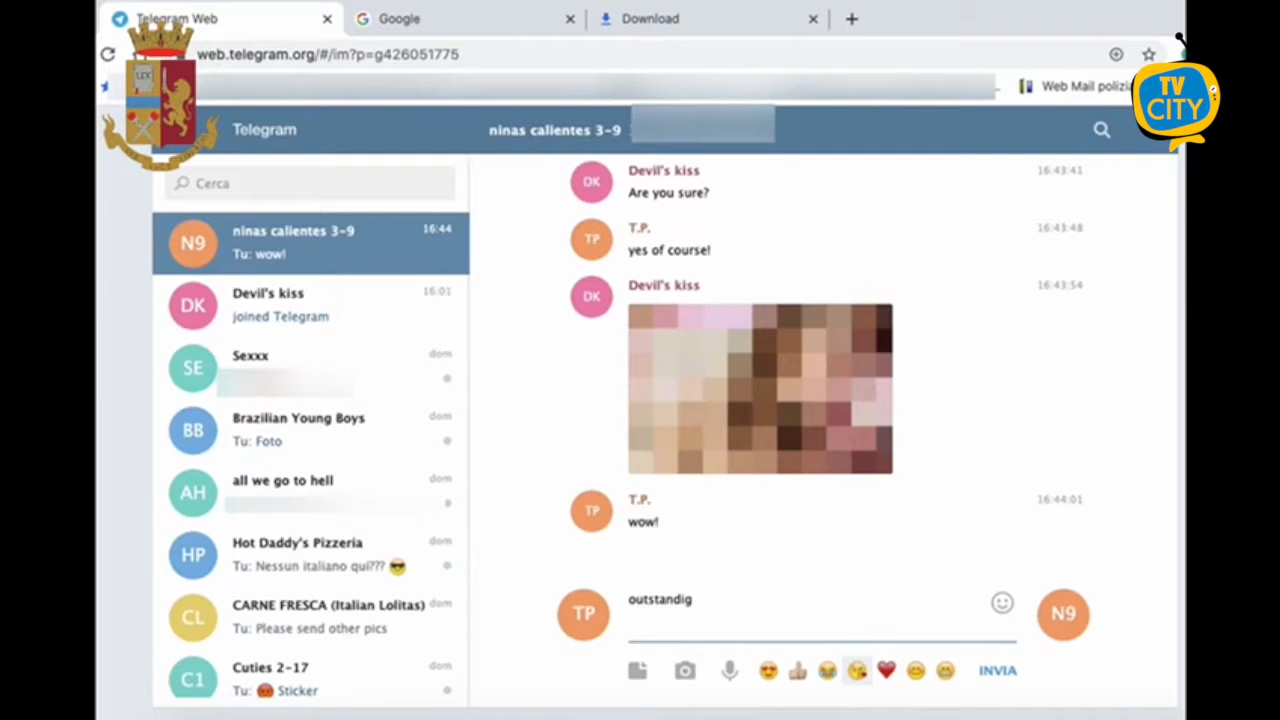 Telegram Web
Google
Download
web.telegram.org/#/im?p=g426051775
Web Mail polizi
LEX
TV
CITY
Telegram
ninas calientes 3-9
Cerca
ninas calientes 3-9 16:44
Tu: wow!
Devil's kiss 16:01
joined Telegram
Sexxx dom
Brazilian Young Boys dom
Tu: Foto
all we go to hell dom
Hot Daddy's Pizzeria dom
Tu: Nessun italiano qui??? 😎
CARNE FRESCA (Italian Lolitas) dom
Tu: Please send other pics
Cuties 2-17 dom
Tu: 😡 Sticker
N9
DK
SE
BB
AH
HP
CL
C1
DK Devil's kiss 16:43:41
Are you sure?
TP T.P. 16:43:48
yes of course!
DK Devil's kiss 16:43:54
TP T.P. 16:44:01
wow!
TP outstandig N9
INVIA